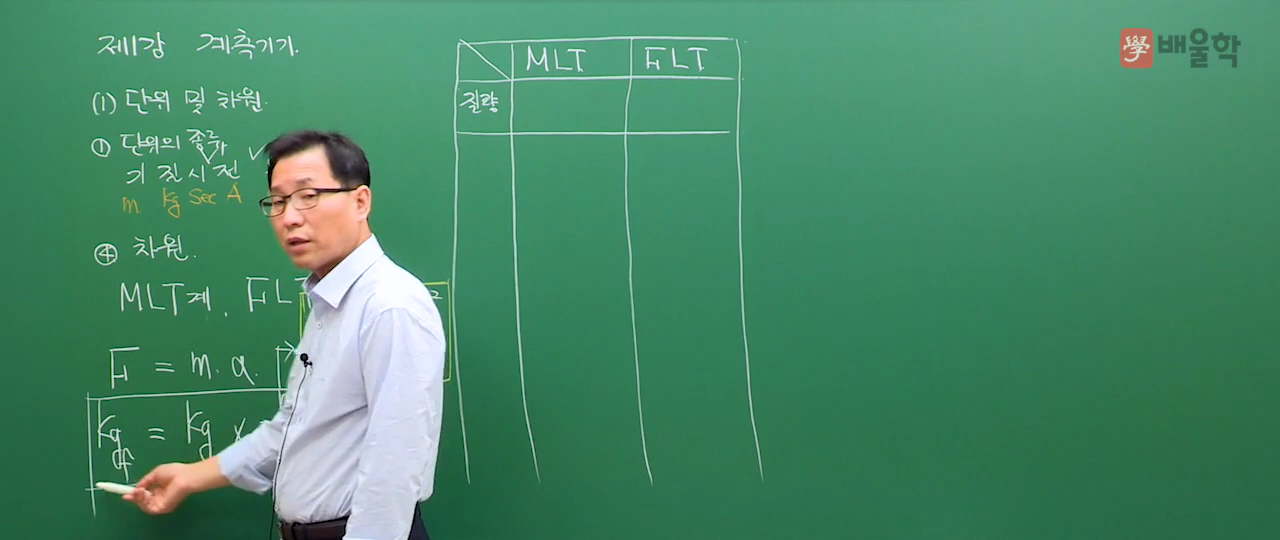 제1강 계측기기.
(1) 단위 및 차원.
① 단위의 종류
기 질 시 전
m kg Sec A
④ 차원.
MLT계, FLT
F = m. a.
kgf = kg ×
MLT FLT
질량
學 배울학